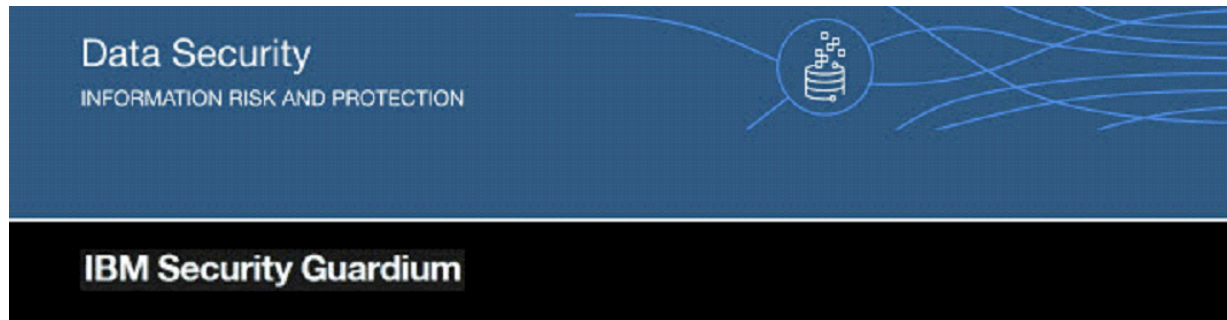 Data Security
INFORMATION RISK AND PROTECTION
IBM Security Guardium